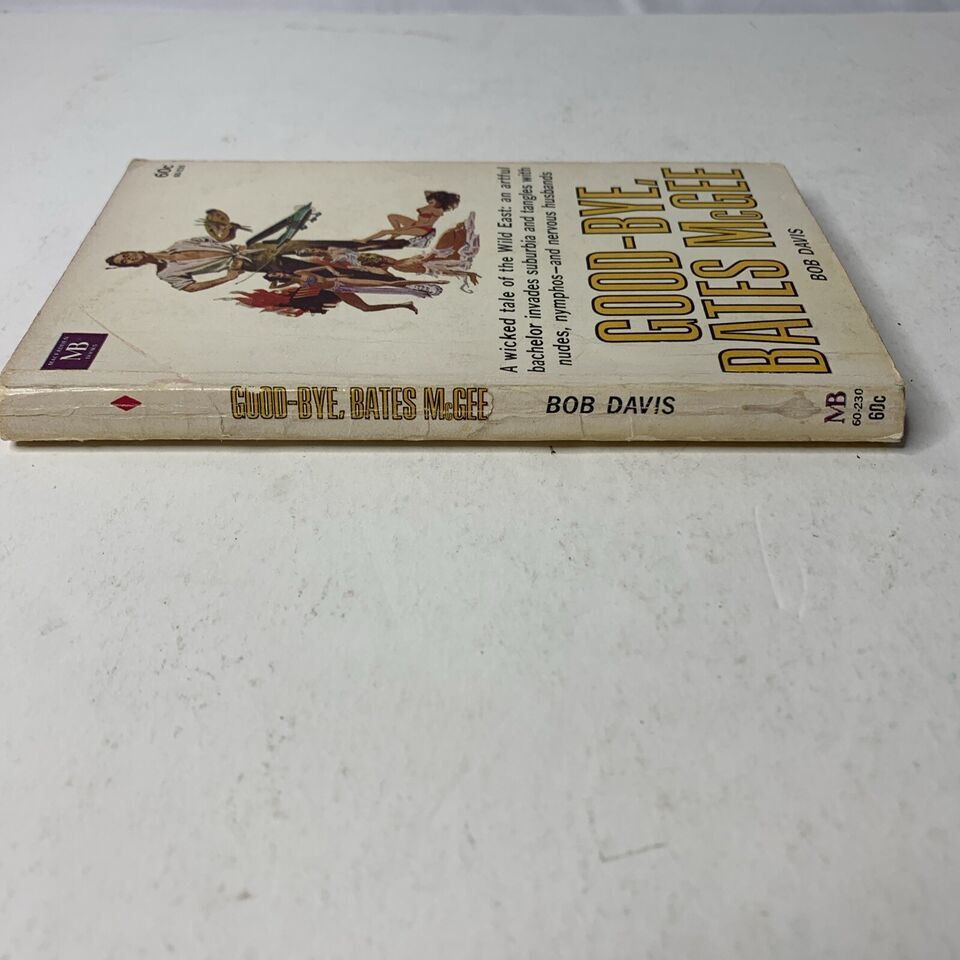 60c
A wicked tale of the Wild East: an artful
bachelor invades suburbia and tangles with
nudes, nymphos—and nervous husbands
GOOD-BYE,
BATES McGEE
BOB DAVIS
MB
GOOD-BYE, BATES McGEE
BOB DAVIS
MB
60-230
60c